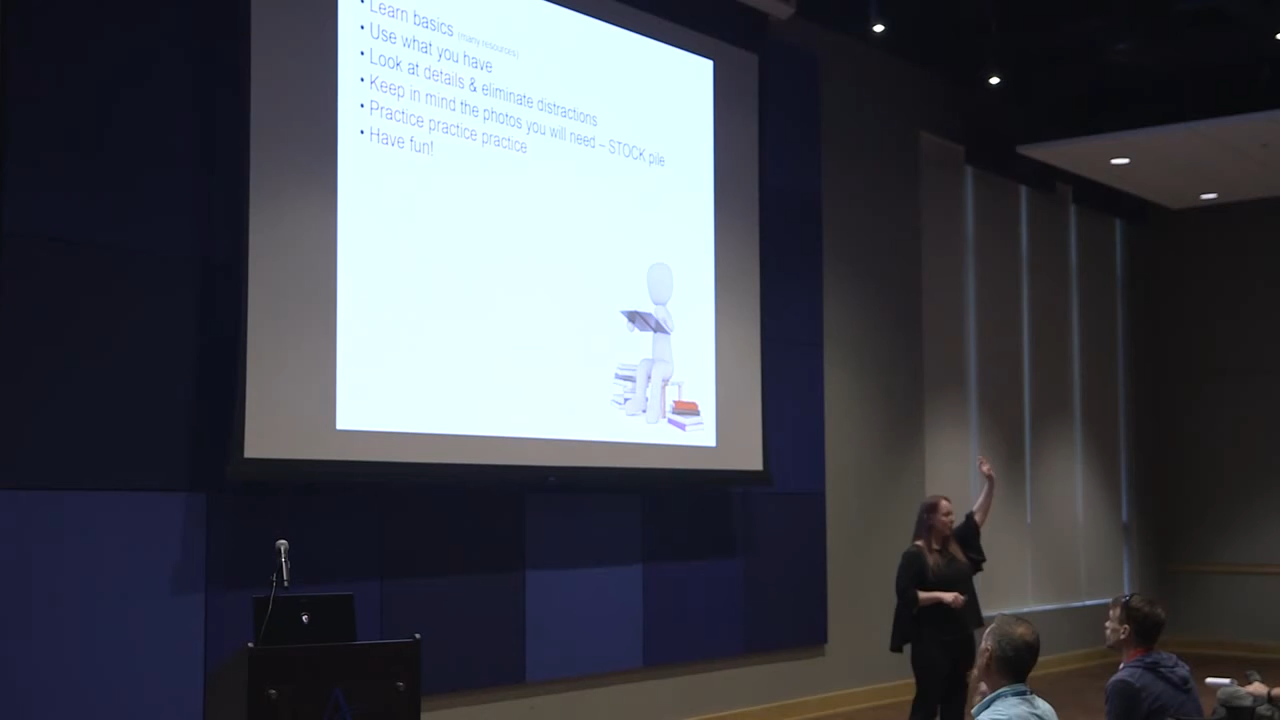 • Learn basics (many resources)
• Use what you have
• Look at details & eliminate distractions
• Keep in mind the photos you will need – STOCK pile
• Practice practice practice
• Have fun!